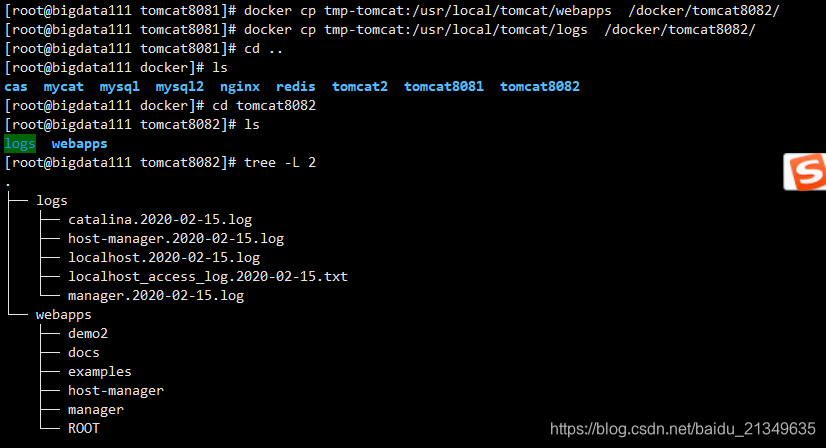 [root@bigdata111 tomcat8081]# docker cp tmp-tomcat:/usr/local/tomcat/webapps  /docker/tomcat8082/
[root@bigdata111 tomcat8081]# docker cp tmp-tomcat:/usr/local/tomcat/logs  /docker/tomcat8082/
[root@bigdata111 tomcat8081]# cd ..
[root@bigdata111 docker]# ls
cas  mycat  mysql  mysql2  nginx  redis  tomcat2  tomcat8081  tomcat8082
[root@bigdata111 docker]# cd tomcat8082
[root@bigdata111 tomcat8082]# ls
logs  webapps
[root@bigdata111 tomcat8082]# tree -L 2
.
├── logs
│   ├── catalina.2020-02-15.log
│   ├── host-manager.2020-02-15.log
│   ├── localhost.2020-02-15.log
│   ├── localhost_access_log.2020-02-15.txt
│   └── manager.2020-02-15.log
└── webapps
    ├── demo2
    ├── docs
    ├── examples
    ├── host-manager
    ├── manager
    └── ROOT
S
https://blog.csdn.net/baidu_21349635